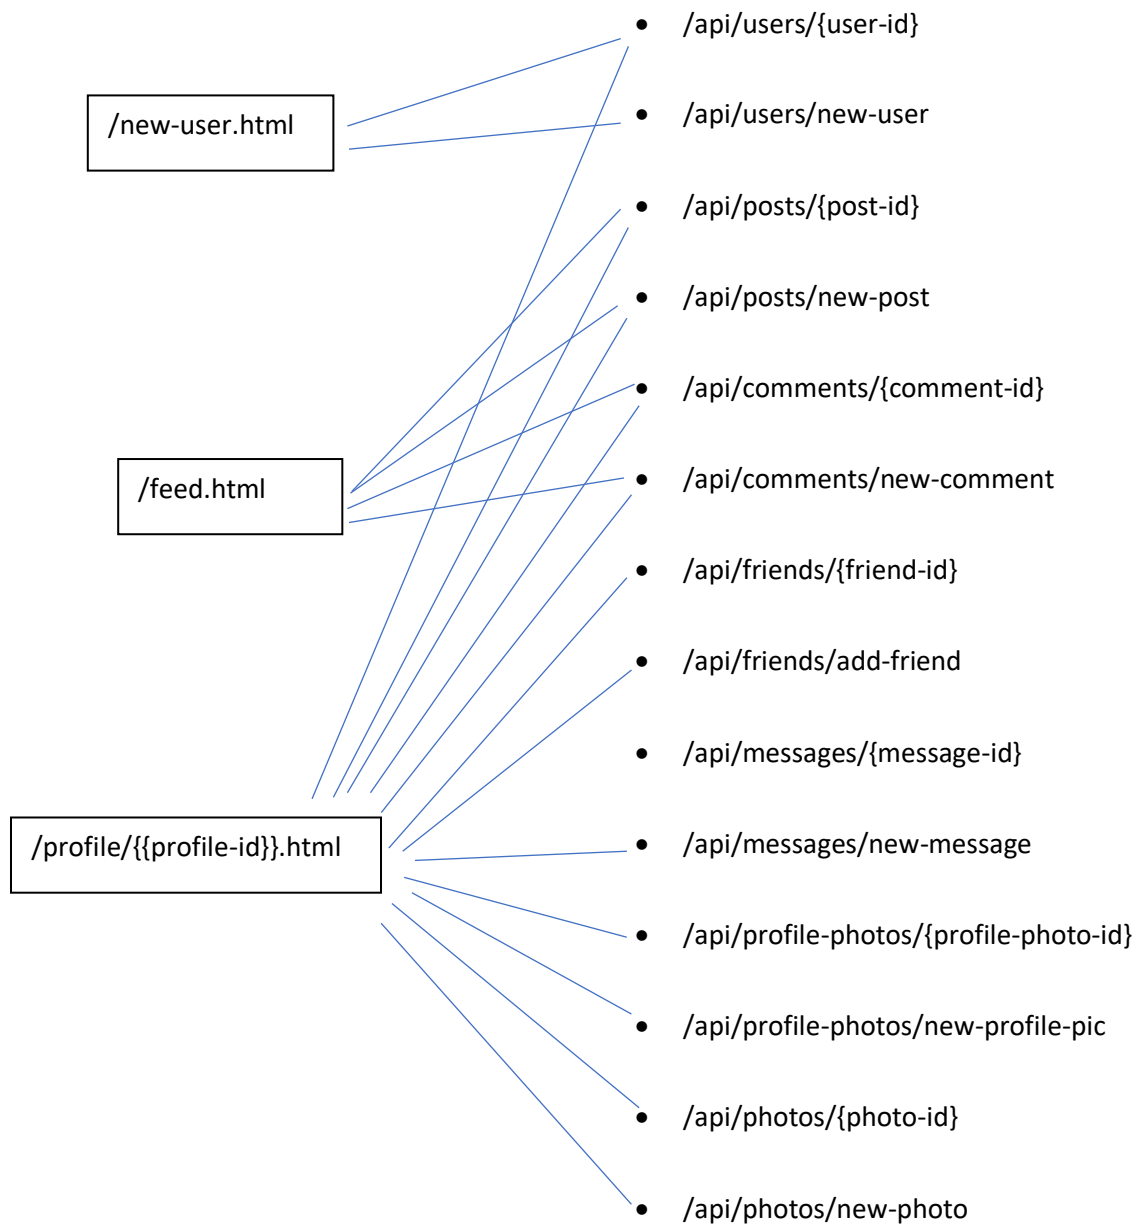 /api/users/{user-id}
/new-user.html
/api/users/new-user
/api/posts/{post-id}
/api/posts/new-post
/api/comments/{comment-id}
/feed.html
/api/comments/new-comment
/api/friends/{friend-id}
/api/friends/add-friend
/api/messages/{message-id}
/profile/{{profile-id}}.html
/api/messages/new-message
/api/profile-photos/{profile-photo-id}
/api/profile-photos/new-profile-pic
/api/photos/{photo-id}
/api/photos/new-photo